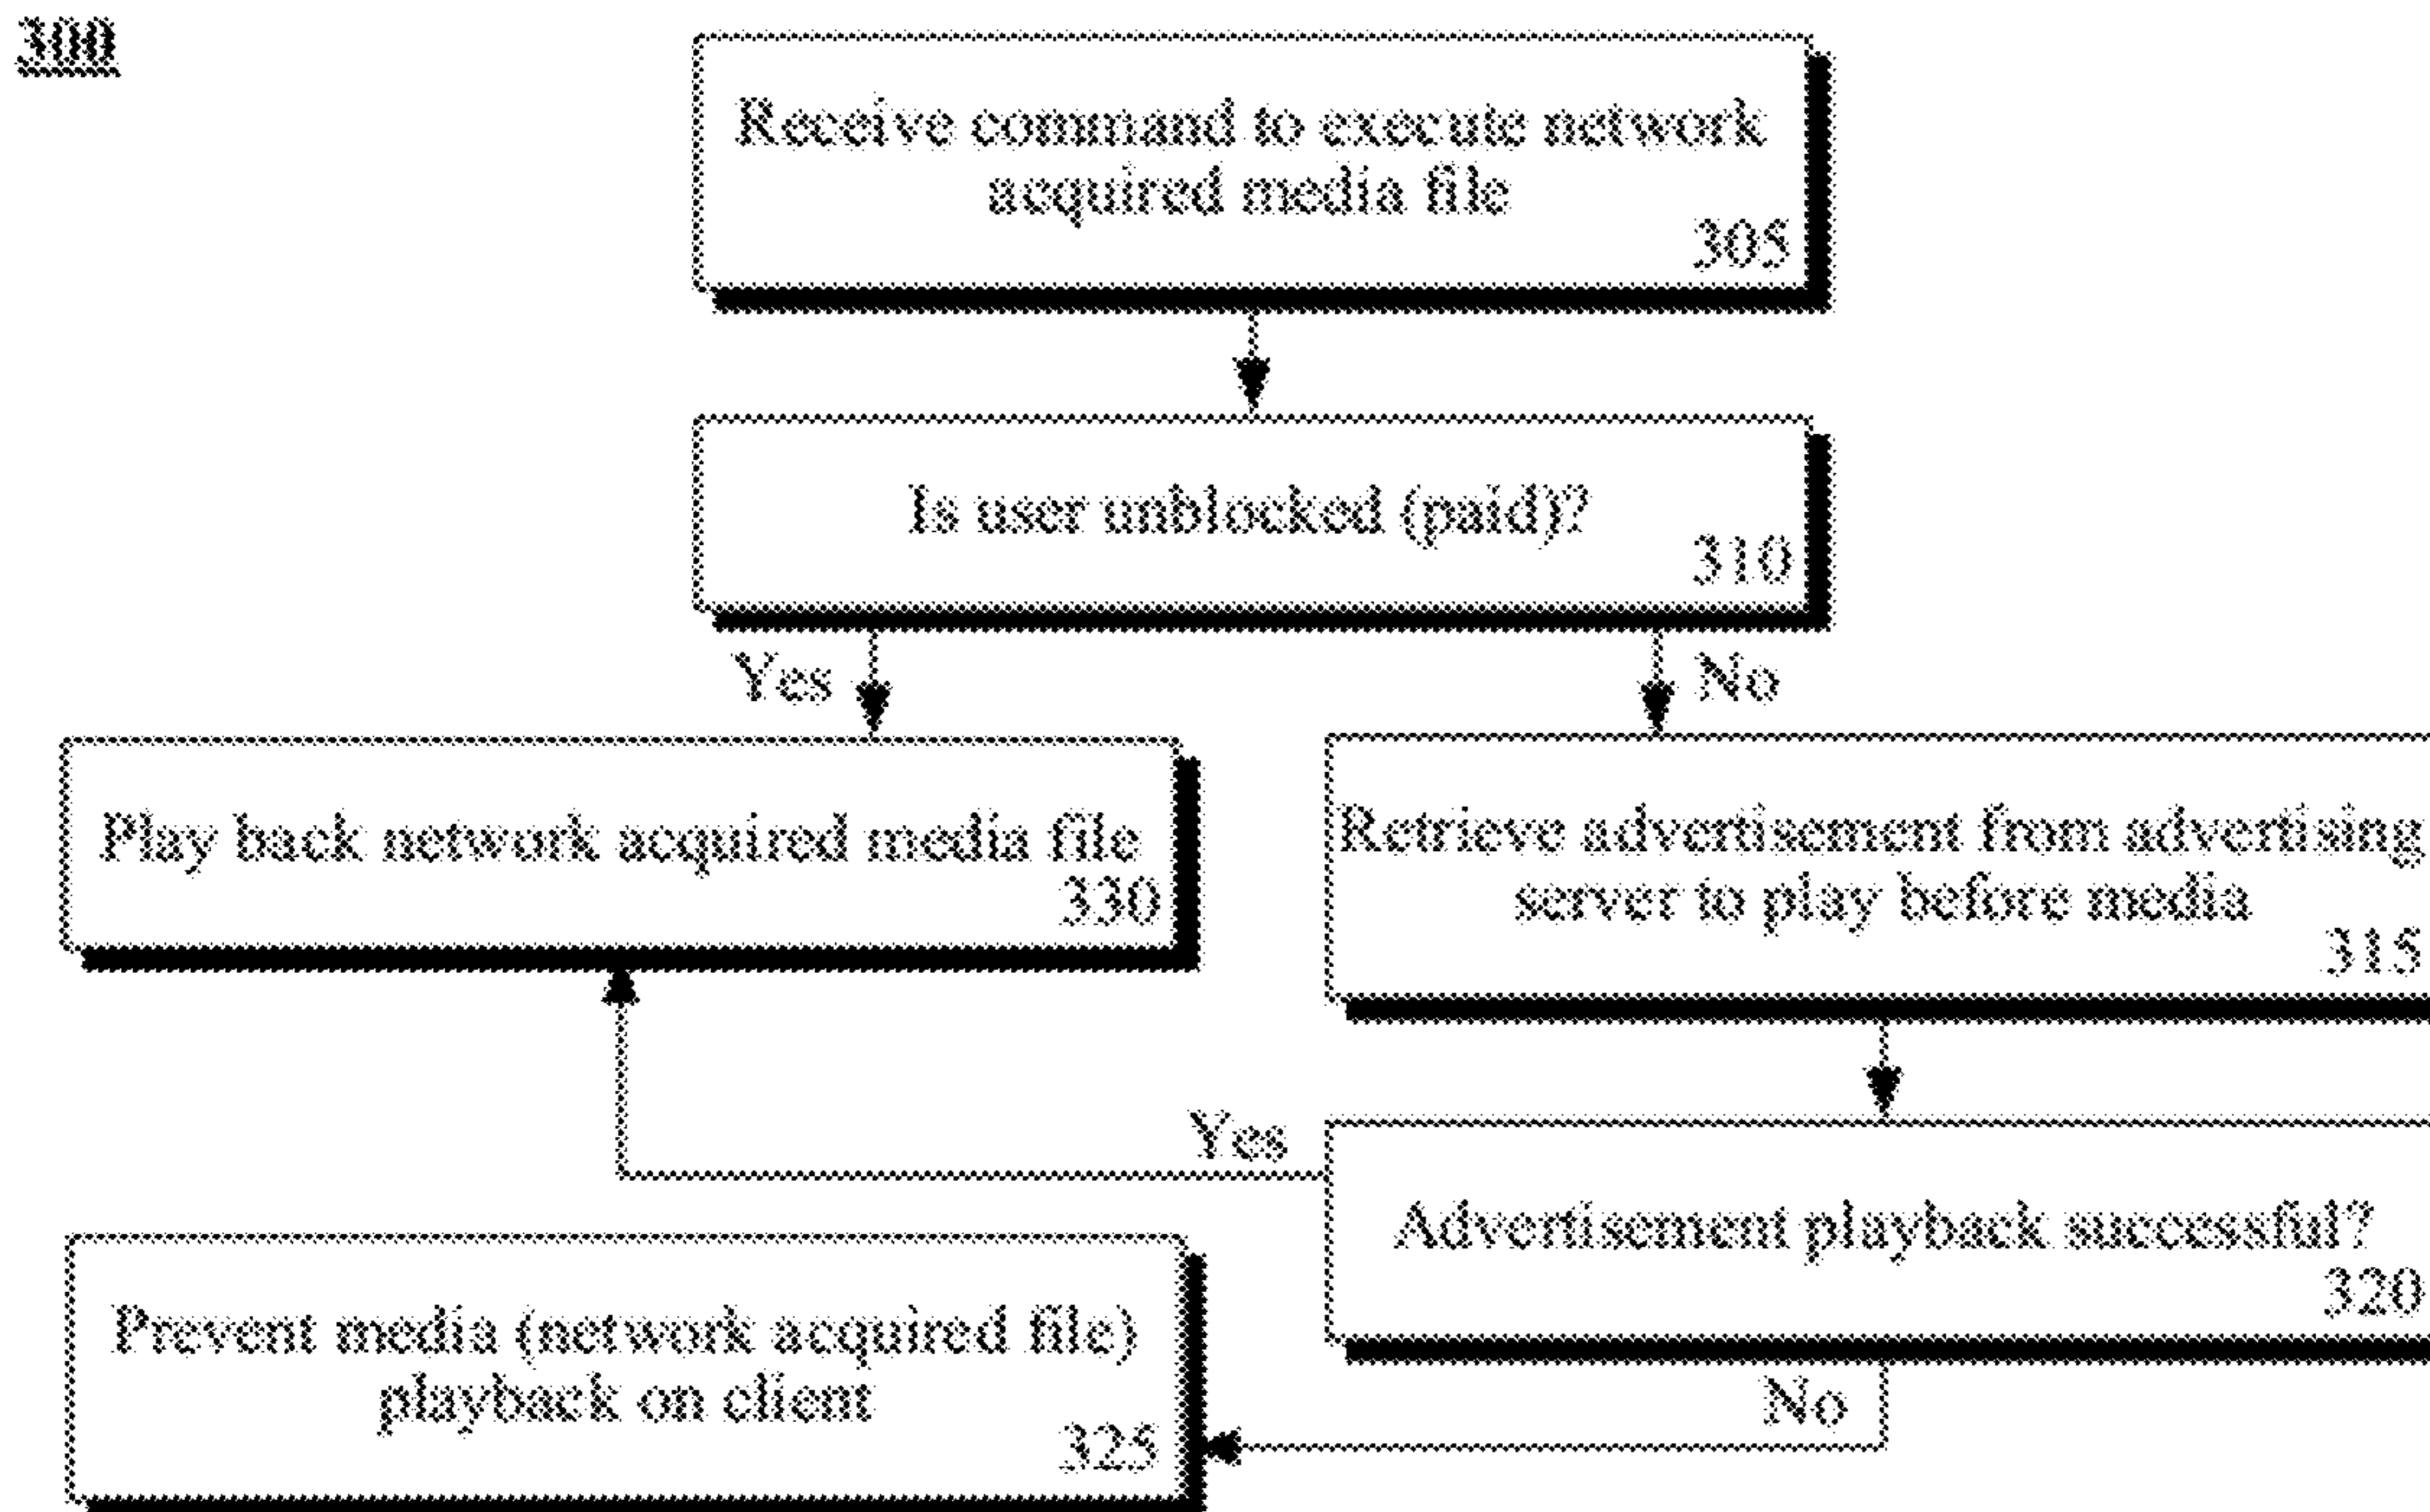 300
Receive command to execute network
acquired media file
305
Is user unblocked (paid)?
310
Yes
No
Play back network acquired media file
330
Retrieve advertisement from advertising
server to play before media
315
Yes
Advertisement playback successful?
320
Prevent media (network acquired file)
playback on client
325
No